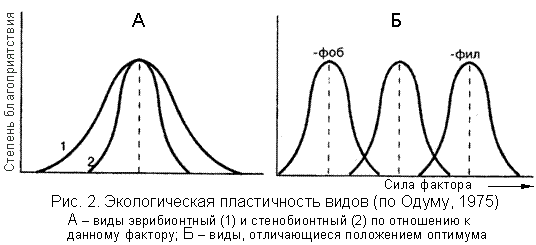 А
Б
Степень благоприятствия
1
2
-фоб
-фил
Сила фактора
Рис. 2. Экологическая пластичность видов (по Одуму, 1975)
А – виды эврибионтный (1) и стенобионтный (2) по отношению к
данному фактору; Б – виды, отличающиеся положением оптимума